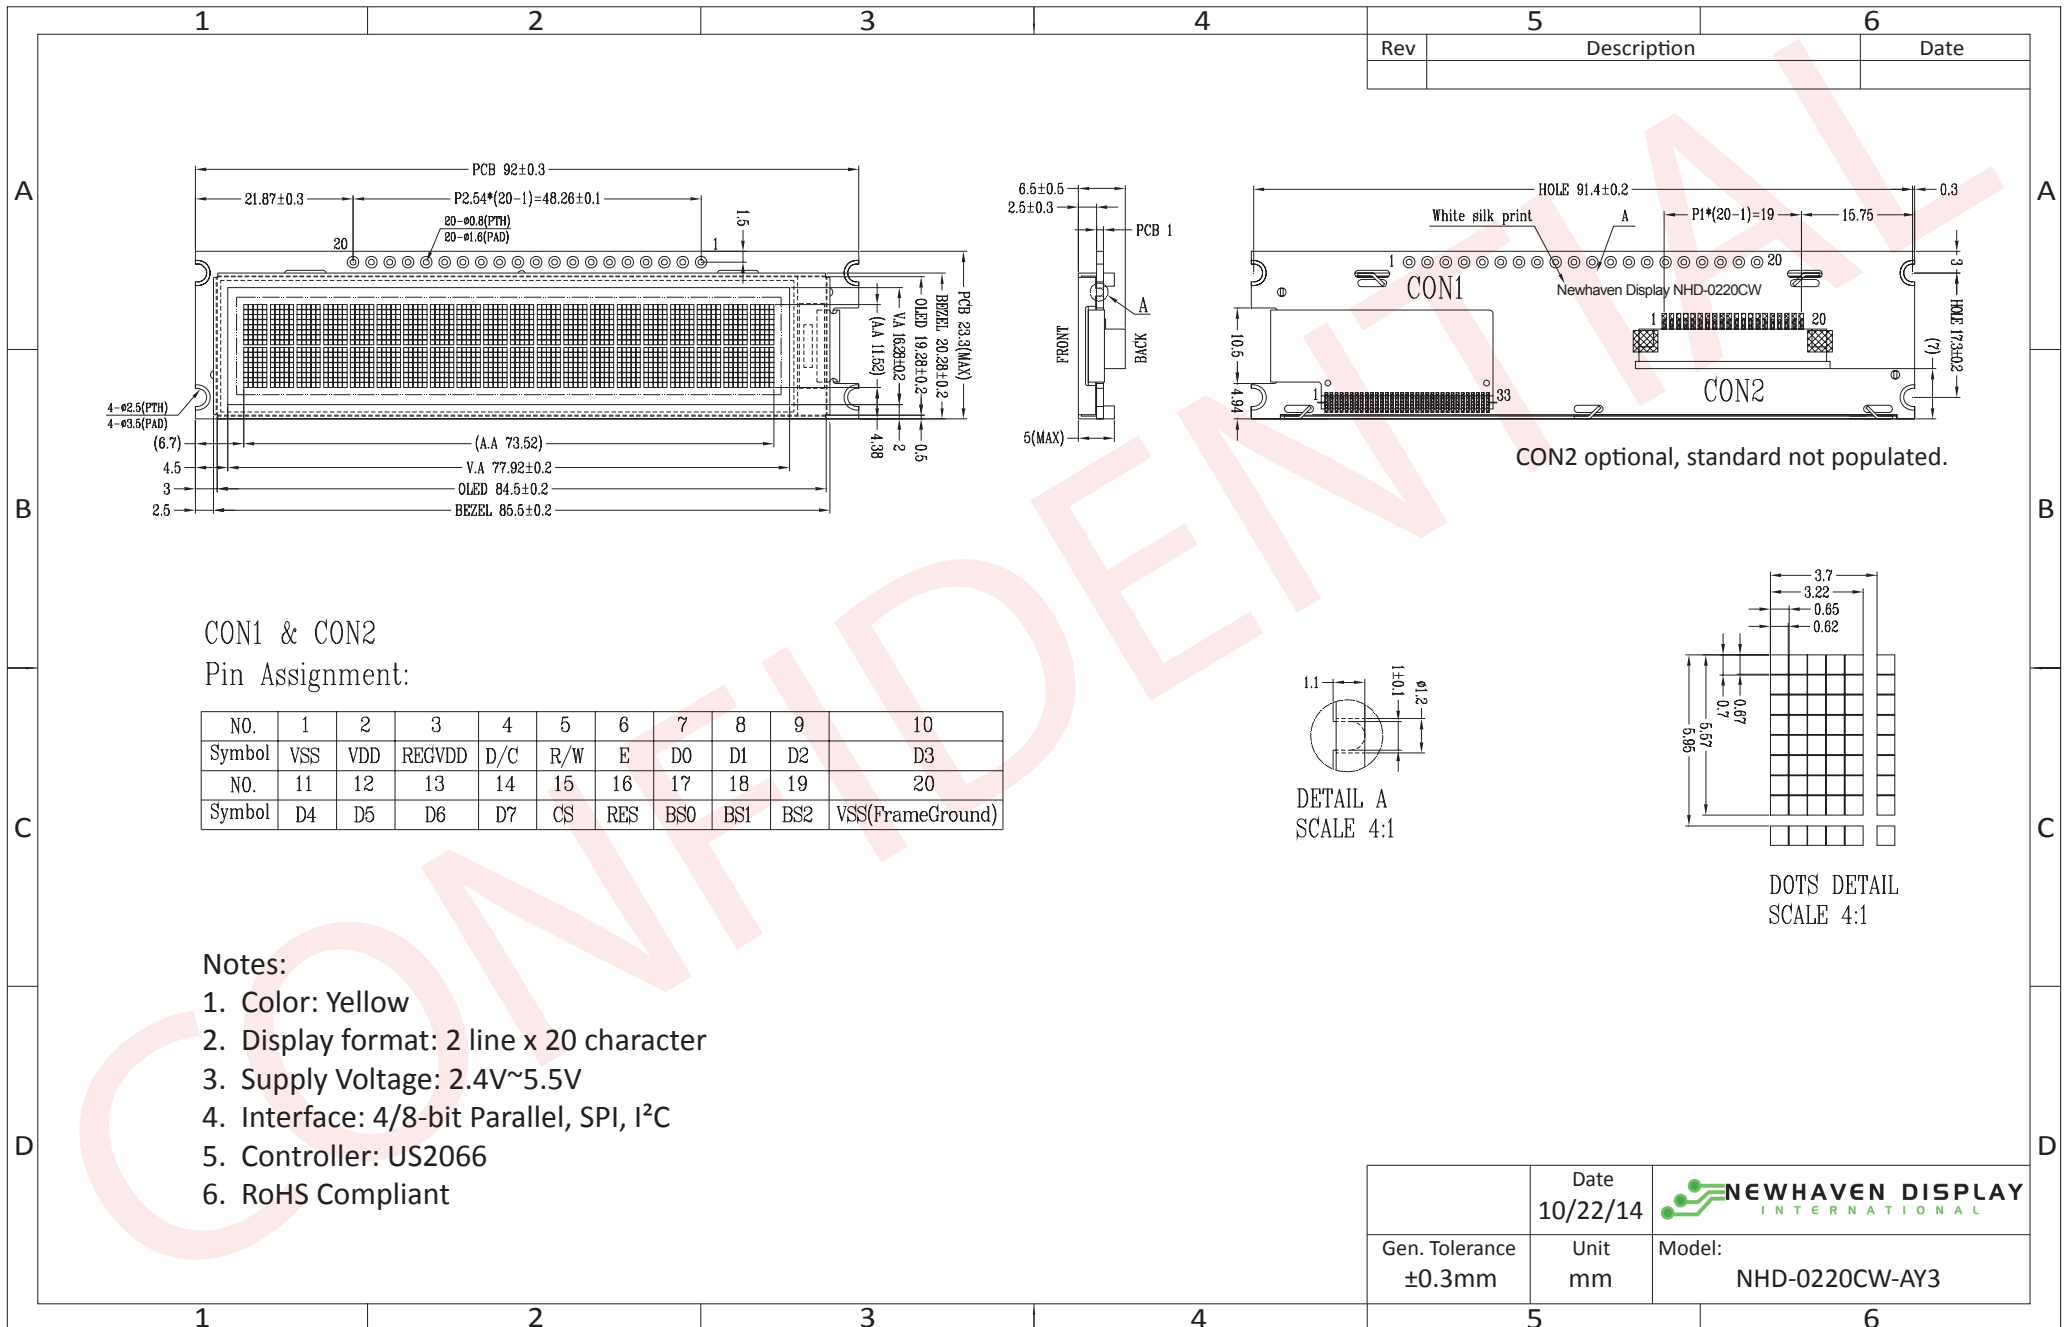 1 2 3 4 5 6
Rev Description Date
A A
B B
C C
D D
PCB 92±0.3
21.87±0.3
P2.54*(20-1)=48.26±0.1
20-ø0.8(PTH)
20-ø1.6(PAD)
1.5
20
1
4-ø2.5(PTH)
4-ø3.5(PAD)
(A.A 11.52)
V.A 16.28±0.2
OLED 19.28±0.2
BEZEL 20.28±0.2
PCB 23.3(MAX)
4.38
2
0.5
(6.7)
(A.A 73.52)
4.5
V.A 77.92±0.2
3
OLED 84.5±0.2
2.5
BEZEL 85.5±0.2
6.5±0.5
2.5±0.3
PCB 1
A
FRONT
BACK
5(MAX)
HOLE 91.4±0.2
0.3
White silk print
A
P1*(20-1)=19
15.75
1
20
3
CON1
Newhaven Display NHD-0220CW
1
20
HOLE 17.3±0.2
(7)
10.5
4.94
1
33
CON2
CON2 optional, standard not populated.
3.7
3.22
0.65
0.62
0.67
0.7
5.57
5.95
DOTS DETAIL
SCALE 4:1
1.1
1±0.1
ø1.2
DETAIL A
SCALE 4:1
CON1 & CON2
Pin Assignment:
NO. 1 2 3 4 5 6 7 8 9 10
Symbol VSS VDD REGVDD D/C R/W E D0 D1 D2 D3
NO. 11 12 13 14 15 16 17 18 19 20
Symbol D4 D5 D6 D7 CS RES BS0 BS1 BS2 VSS(FrameGround)
Notes:
1. Color: Yellow
2. Display format: 2 line x 20 character
3. Supply Voltage: 2.4V~5.5V
4. Interface: 4/8-bit Parallel, SPI, I²C
5. Controller: US2066
6. RoHS Compliant
CONFIDENTIAL
Date
10/22/14
NEWHAVEN DISPLAY
INTERNATIONAL
Gen. Tolerance
±0.3mm
Unit
mm
Model:
NHD-0220CW-AY3
1 2 3 4 5 6